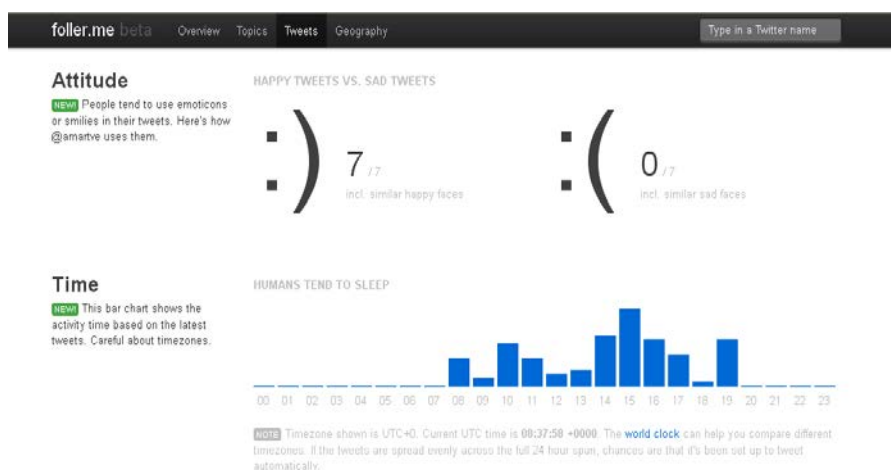 foller.me beta Overview Topics Tweets Geography Type in a Twitter name
Attitude
NEW! People tend to use emoticons
or smilies in their tweets. Here's how
@amartve uses them.
HAPPY TWEETS VS. SAD TWEETS
:) 7 / 7
incl. similar happy faces
:( 0 / 7
incl. similar sad faces
Time
NEW! This bar chart shows the
activity time based on the latest
tweets. Careful about timezones.
HUMANS TEND TO SLEEP
00 01 02 03 04 05 06 07 08 09 10 11 12 13 14 15 16 17 18 19 20 21 22 23
NOTE Timezone shown is UTC+0. Current UTC time is 08:37:58 +0000. The world clock can help you compare different
timezones. If the tweets are spread evenly across the full 24 hour span, chances are that it's been set up to tweet
automatically.